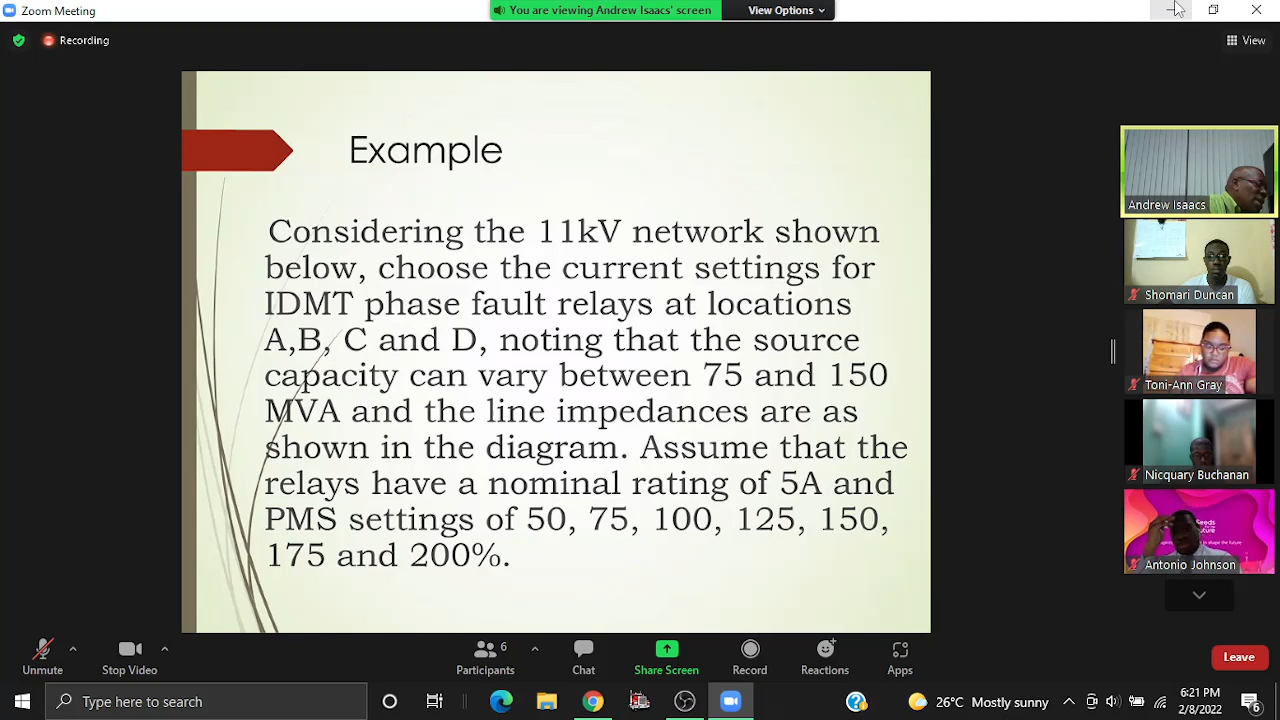 Zoom Meeting
You are viewing Andrew Isaacs' screen
View Options
Recording
View
Example
Considering the 11kV network shown
below, choose the current settings for
IDMT phase fault relays at locations
A,B, C and D, noting that the source
capacity can vary between 75 and 150
MVA and the line impedances are as
shown in the diagram. Assume that the
relays have a nominal rating of 5A and
PMS settings of 50, 75, 100, 125, 150,
175 and 200%.
Andrew Isaacs
Shomari Duncan
Toni-Ann Gray
Nicquary Buchanan
Antonio Johnson
Unmute
Stop Video
6
Participants
Chat
Share Screen
Record
Reactions
Apps
Leave
Type here to search
26°C Mostly sunny
6:21 PM
2/8/2022
6